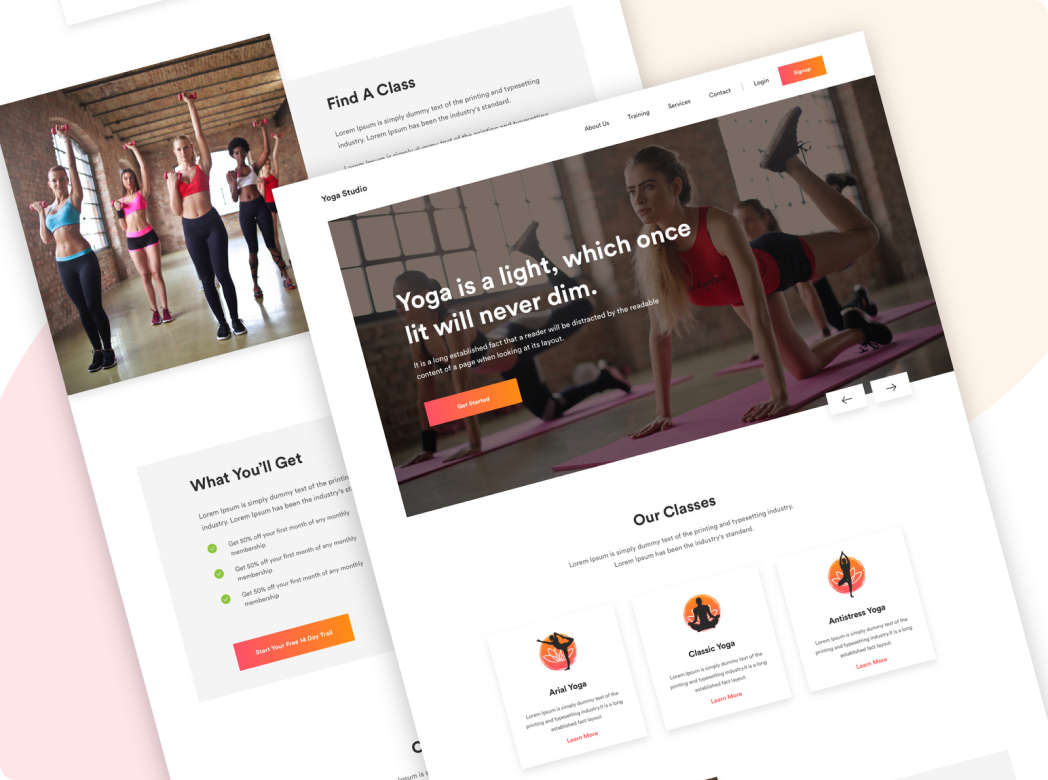 Find A Class
Lorem Ipsum is simply dummy text of the printing and typesetting
industry. Lorem Ipsum has been the industry's standard.
What You'll Get
Lorem Ipsum is simply dummy text of the
industry. Lorem Ipsum has been the industry's
Get 50% off your first month of any monthly
membership
Get 50% off your first month of any monthly
membership
Get 50% off your first month of any monthly
membership
Start Your Free 14 Day Trail
Yoga Studio
About Us
Training
Services
Contact
Login
Signup
Yoga is a light, which once
lit will never dim.
It is a long established fact that a reader will be distracted by the readable
content of a page when looking at its layout.
Get Started
Our Classes
Lorem Ipsum is simply dummy text of the printing and typesetting industry.
Lorem Ipsum has been the industry's standard.
Arial Yoga
Lorem Ipsum is simply dummy text of the
printing and typesetting industry.It is a long
established fact layout.
Learn More
Classic Yoga
Lorem Ipsum is simply dummy text of the
printing and typesetting industry.It is a long
established fact layout.
Learn More
Antistress Yoga
Lorem Ipsum is simply dummy text of the
printing and typesetting industry.It is a long
established fact layout.
Learn More